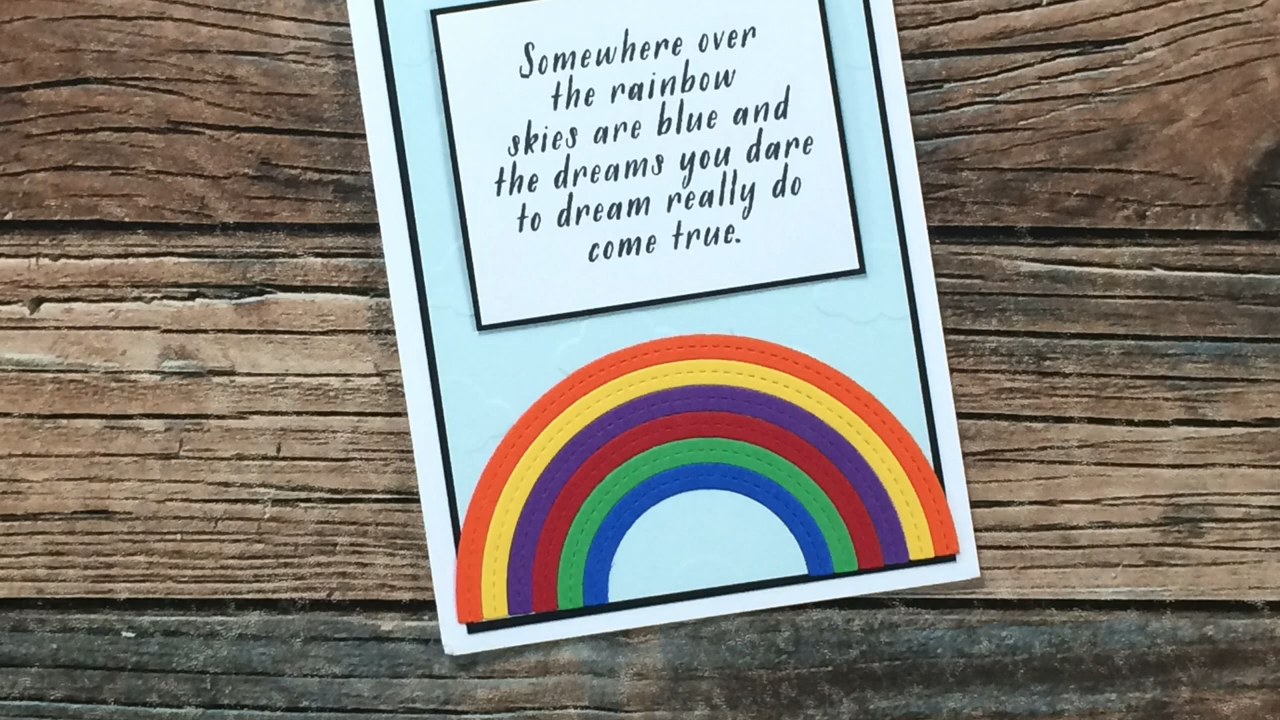 Somewhere over
the rainbow
skies are blue and
the dreams you dare
to dream really do
come true.